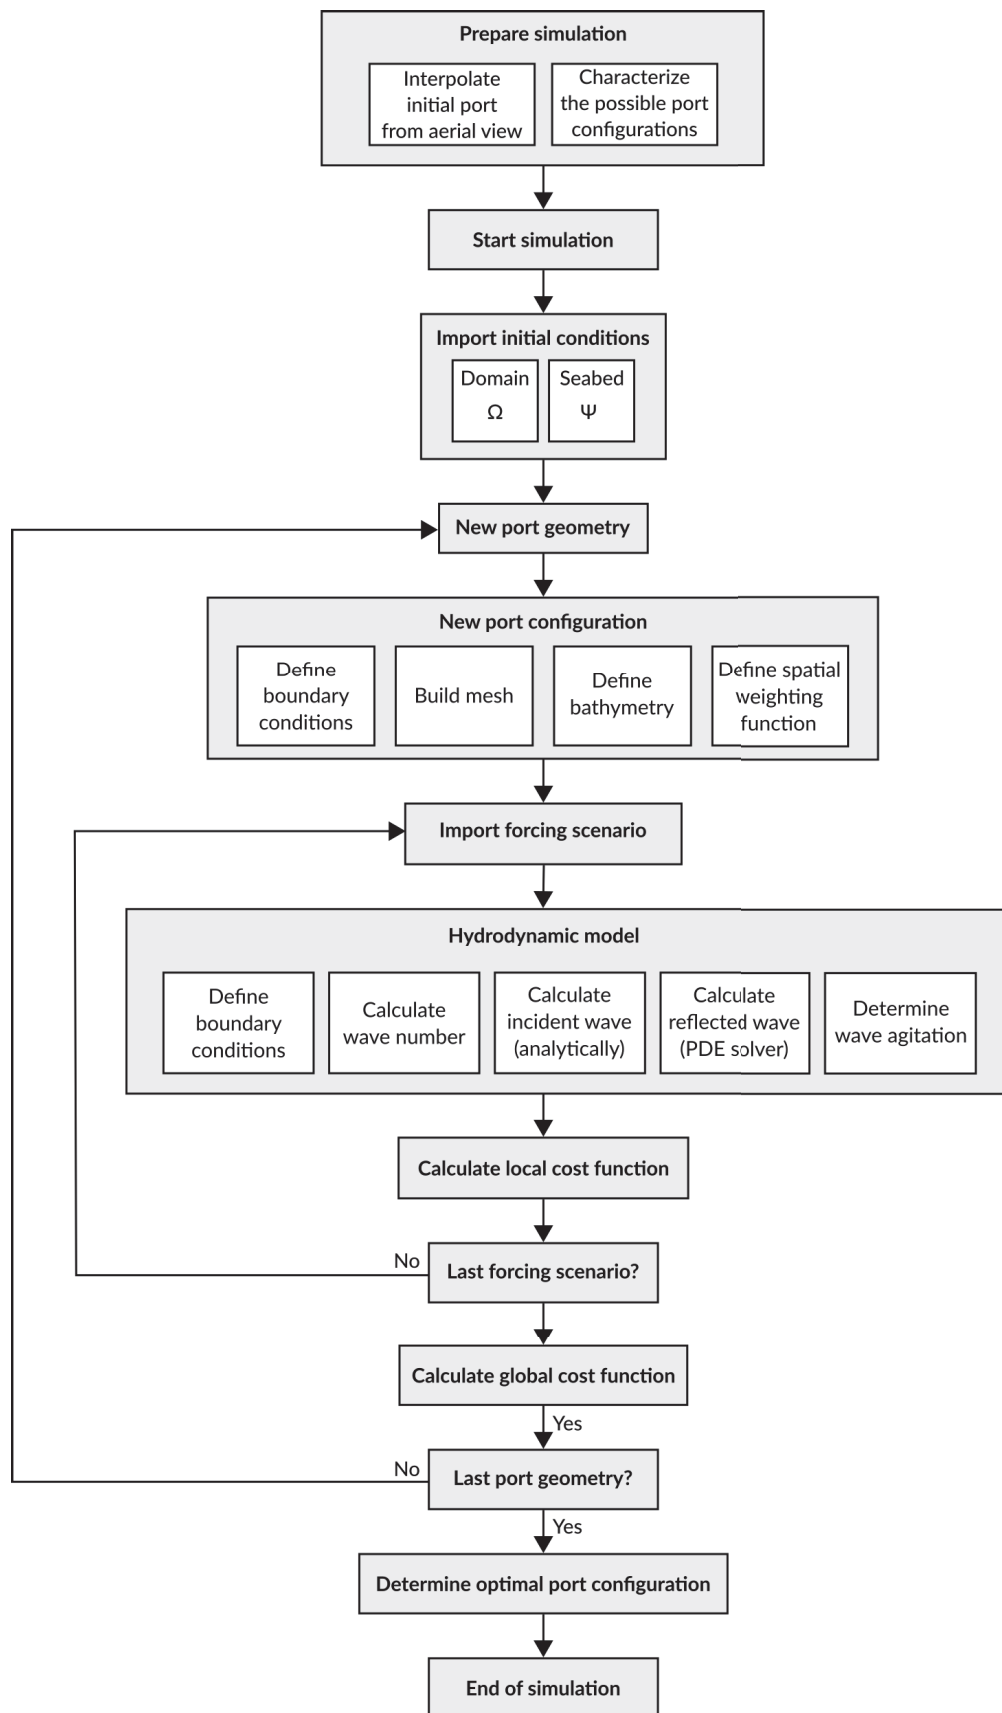 Prepare simulation
Interpolate
initial port
from aerial view
Characterize
the possible port
configurations
Start simulation
Import initial conditions
Domain
Ω
Seabed
Ψ
New port geometry
New port configuration
Define
boundary
conditions
Build mesh
Define
bathymetry
Define spatial
weighting
function
Import forcing scenario
Hydrodynamic model
Define
boundary
conditions
Calculate
wave number
Calculate
incident wave
(analytically)
Calculate
reflected wave
(PDE solver)
Determine
wave agitation
Calculate local cost function
No
Last forcing scenario?
Calculate global cost function
Yes
No
Last port geometry?
Yes
Determine optimal port configuration
End of simulation